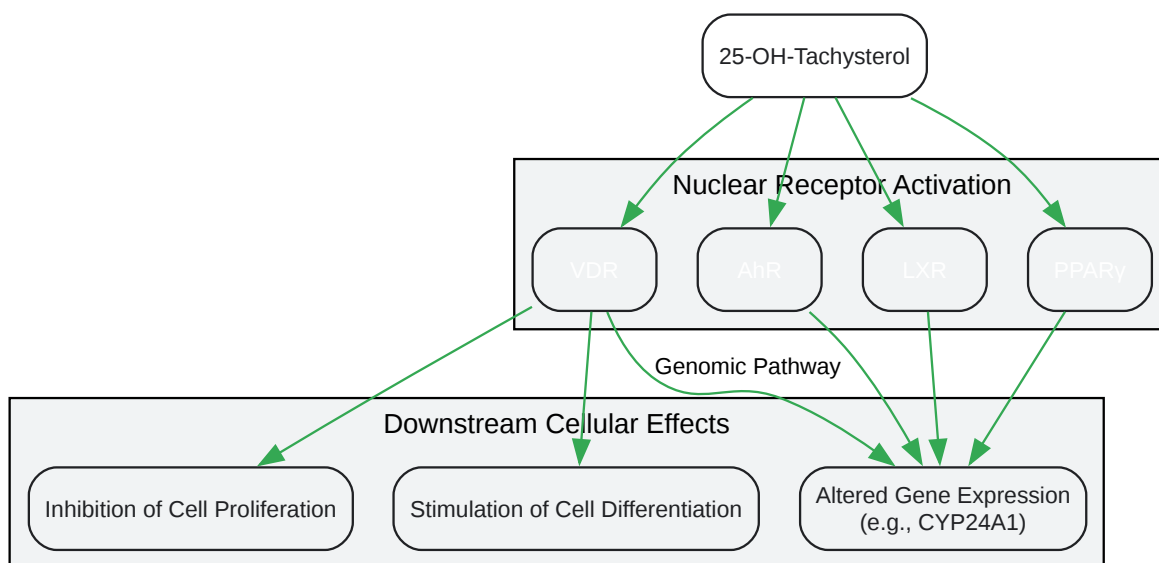 25-OH-Tachysterol
Nuclear Receptor Activation
VDR
AhR
LXR
PPARγ
Genomic Pathway
Downstream Cellular Effects
Inhibition of Cell Proliferation
Stimulation of Cell Differentiation
Altered Gene Expression
(e.g., CYP24A1)